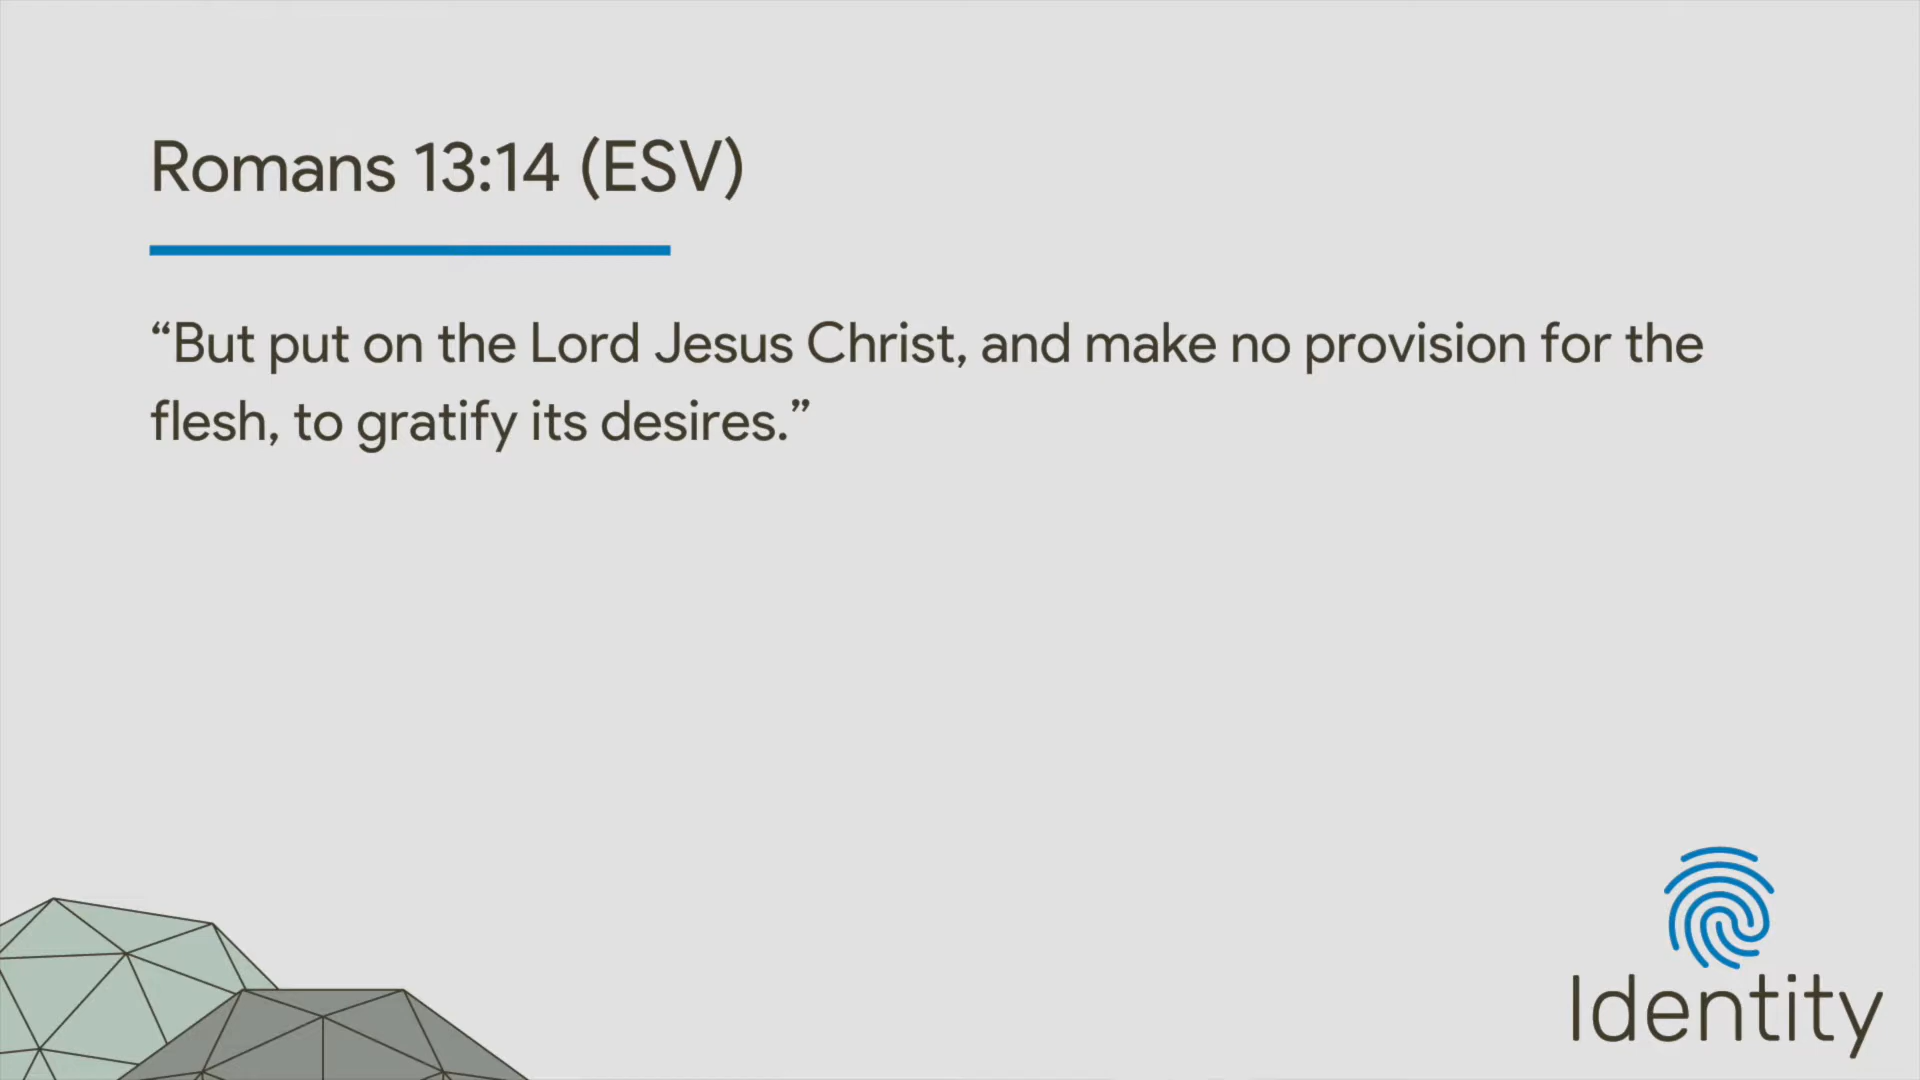 Romans 13:14 (ESV)
“But put on the Lord Jesus Christ, and make no provision for the
flesh, to gratify its desires.”
Identity